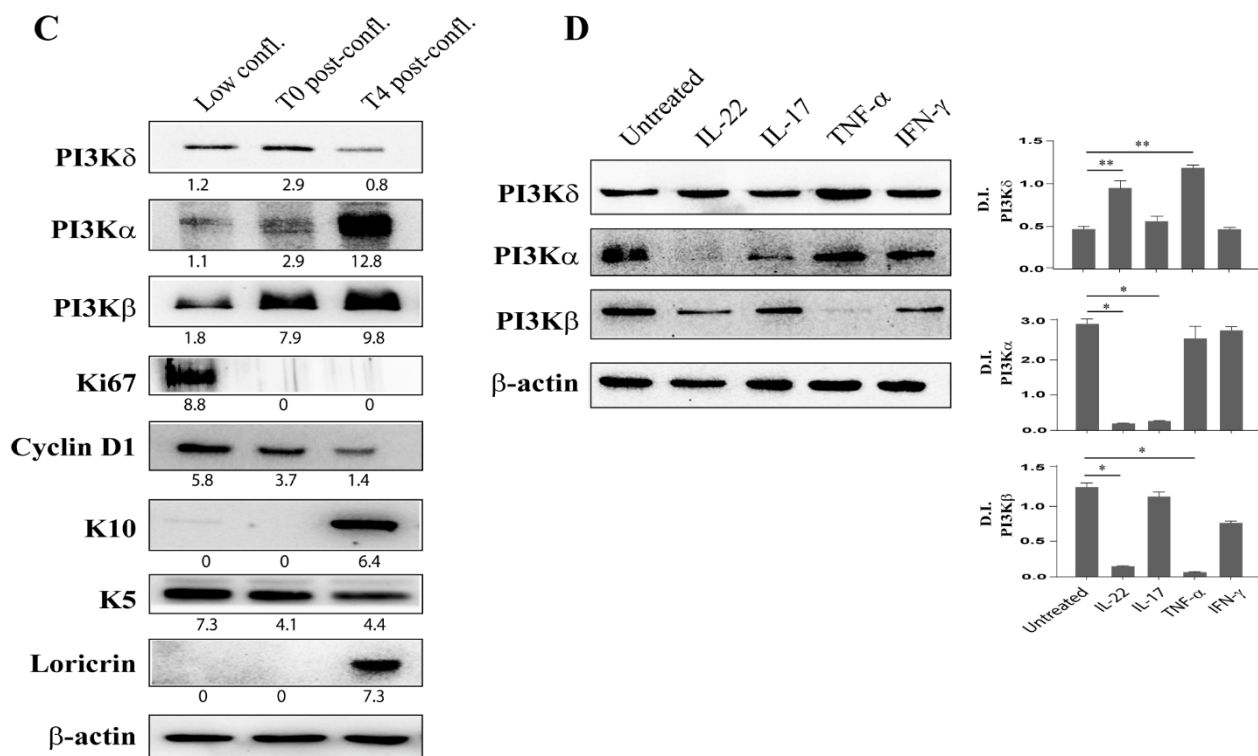 C
Low confl.
T0 post-confl.
T4 post-confl.
PI3Kδ
1.2 2.9 0.8
PI3Kα
1.1 2.9 12.8
PI3Kβ
1.8 7.9 9.8
Ki67
8.8 0 0
Cyclin D1
5.8 3.7 1.4
K10
0 0 6.4
K5
7.3 4.1 4.4
Loricrin
0 0 7.3
β-actin
D
Untreated
IL-22
IL-17
TNF-α
IFN-γ
PI3Kδ
PI3Kα
PI3Kβ
β-actin
D.I.
PI3Kδ
1.5
1.0
0.5
0.0
**
**
D.I.
PI3Kα
3.0
2.0
1.0
0.0
*
*
D.I.
PI3Kβ
1.5
1.0
0.5
0.0
*
*
Untreated
IL-22
IL-17
TNF-α
IFN-γ